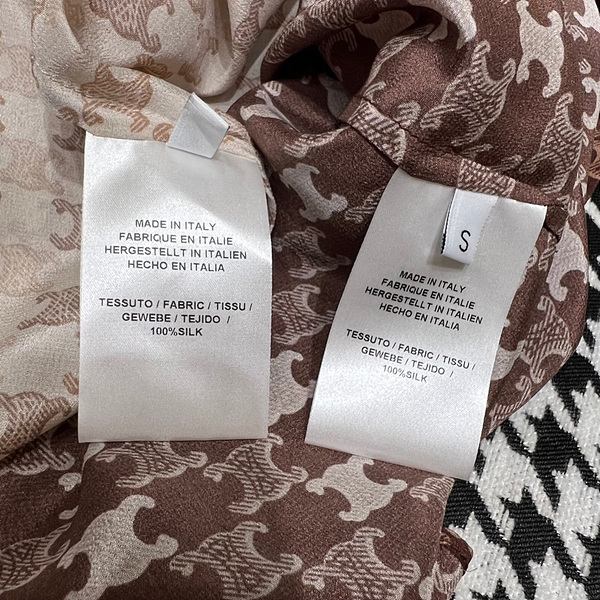 MADE IN ITALY
FABRIQUE EN ITALIE
HERGESTELLT IN ITALIEN
HECHO EN ITALIA
TESSUTO / FABRIC / TISSU /
GEWEBE / TEJIDO /
100%SILK
S
MADE IN ITALY
FABRIQUE EN ITALIE
HERGESTELLT IN ITALIEN
HECHO EN ITALIA
TESSUTO / FABRIC / TISSU /
GEWEBE / TEJIDO /
100%SILK